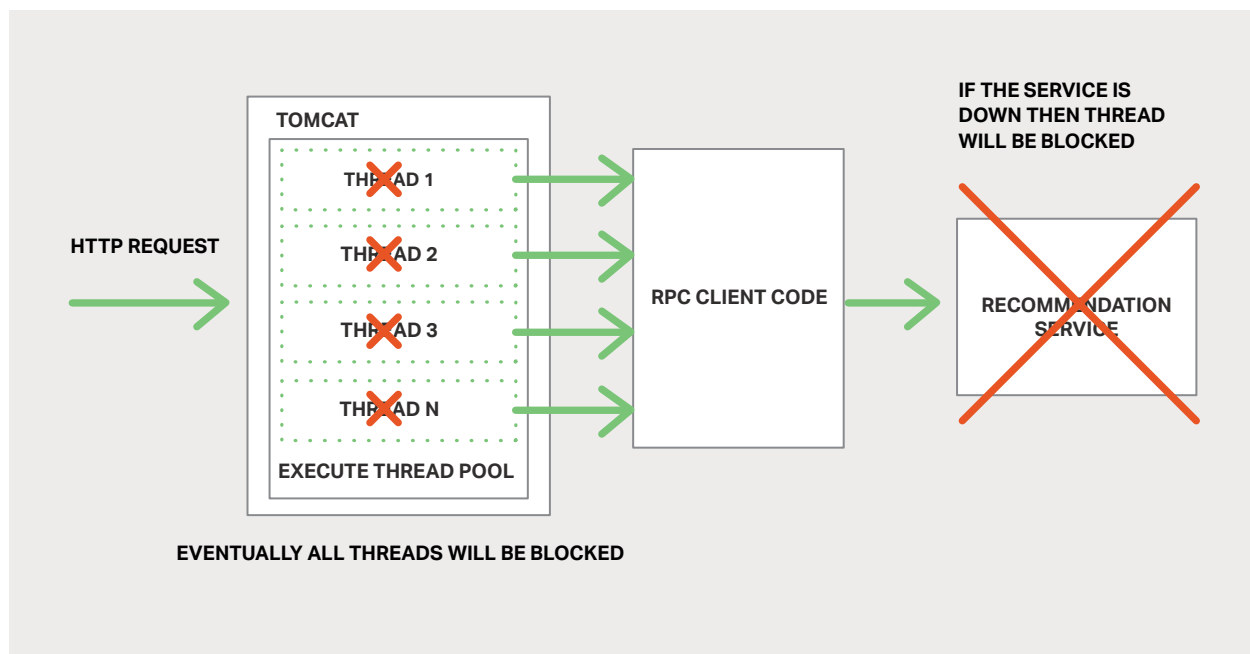 IF THE SERVICE IS
DOWN THEN THREAD
WILL BE BLOCKED
TOMCAT
THREAD 1
HTTP REQUEST
THREAD 2
RPC CLIENT CODE
RECOMMENDATION
SERVICE
THREAD 3
THREAD N
EXECUTE THREAD POOL
EVENTUALLY ALL THREADS WILL BE BLOCKED